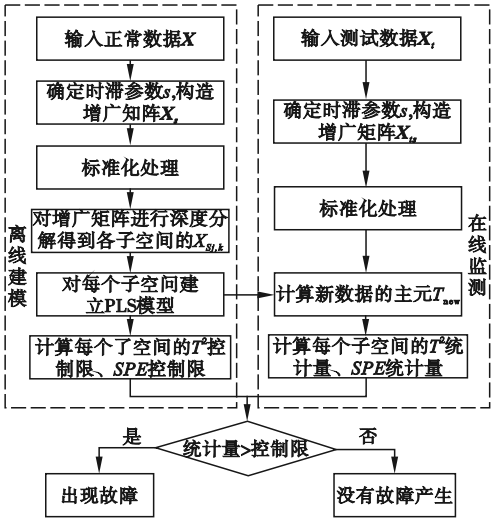 输入正常数据X
确定时滞参数s,构造
增广知阵Xs
标准化处理
对增广矩阵进行深度分
解得到各子空间的XSi,k
对每个子空问建
立PLS模型
计算每个了空间的T²控
制限、SPE控制限
离线建模
输入测试数据Xt
确定时滞参数s,构造
增广矩阵Xts
标准化处理
计算新数据的主元Tnew
计算每个子空间的T²统
计量、SPE统计量
在线监测
统计量>控制限
是
否
出现故障
没有故障产生